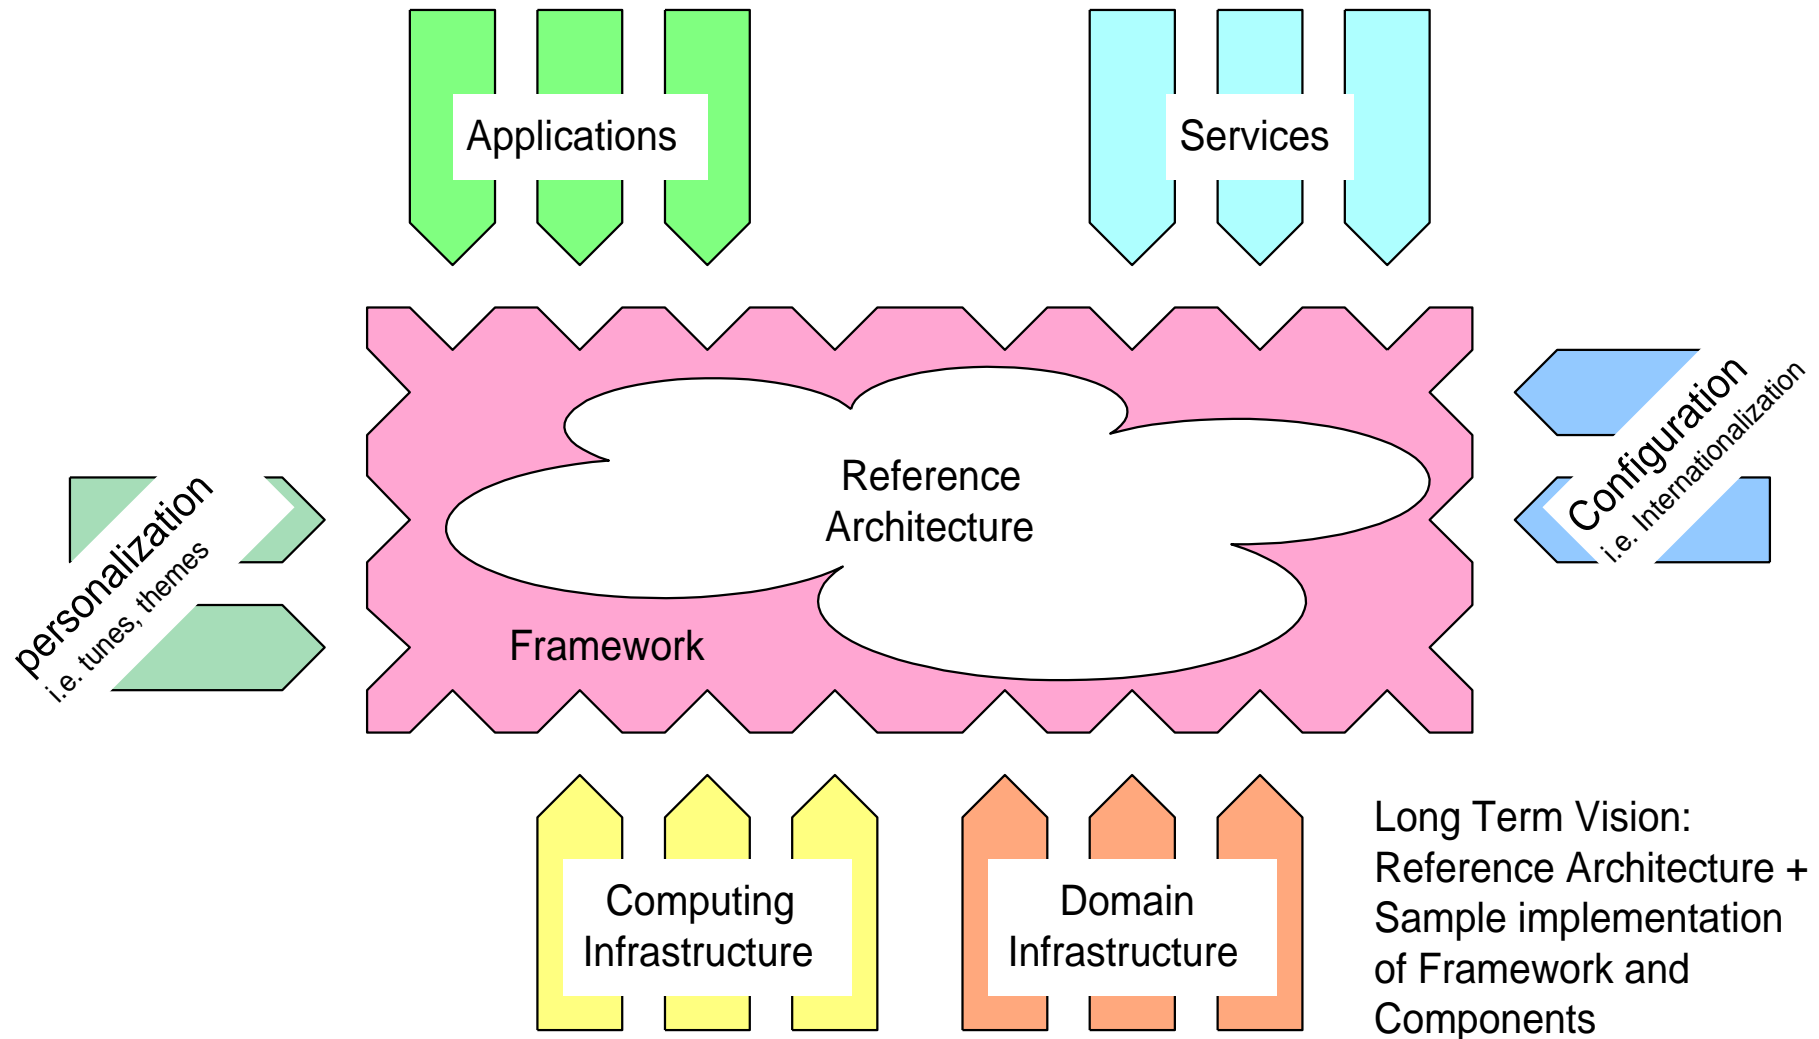 Applications
Services
Reference
Architecture
Configuration
i.e. Internationalization
personalization
i.e. tunes, themes
Framework
Computing
Infrastructure
Domain
Infrastructure
Long Term Vision:
Reference Architecture +
Sample implementation
of Framework and
Components